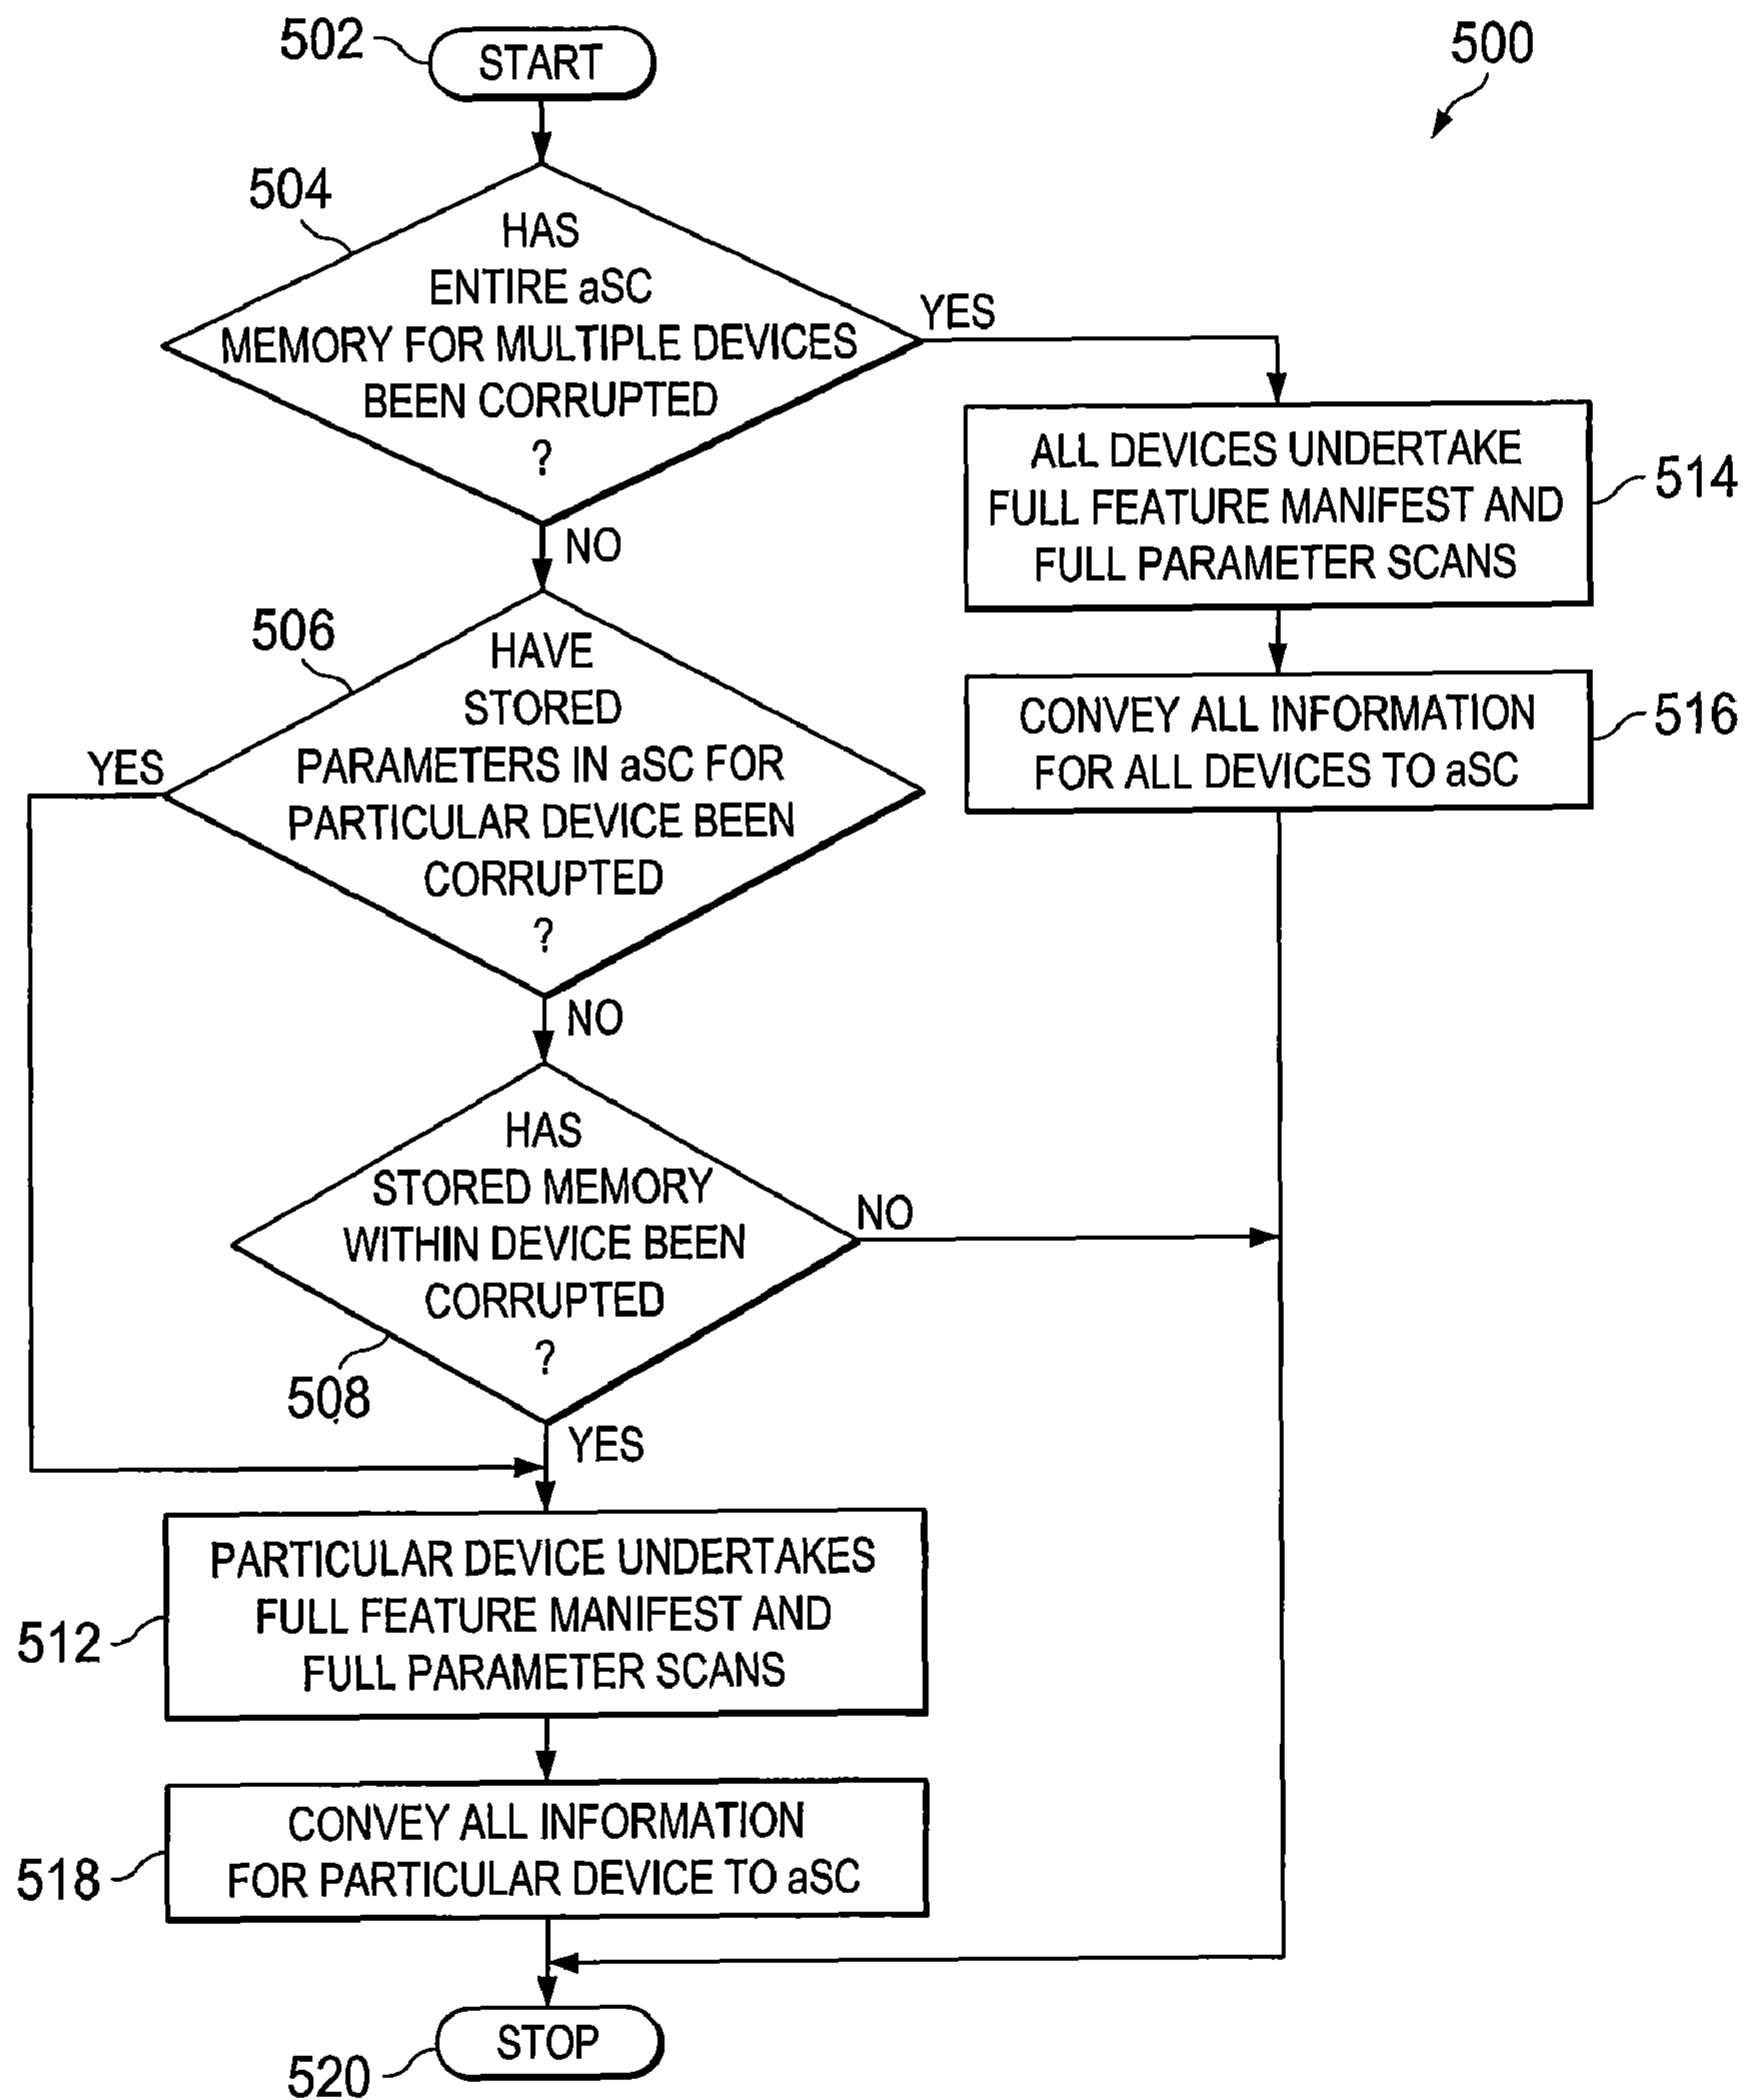 502
START
500
504
HAS
ENTIRE aSC
MEMORY FOR MULTIPLE DEVICES
BEEN CORRUPTED
?
YES
NO
ALL DEVICES UNDERTAKE
FULL FEATURE MANIFEST AND
FULL PARAMETER SCANS
514
506
HAVE
STORED
PARAMETERS IN aSC FOR
PARTICULAR DEVICE BEEN
CORRUPTED
?
YES
NO
CONVEY ALL INFORMATION
FOR ALL DEVICES TO aSC
516
HAS
STORED MEMORY
WITHIN DEVICE BEEN
CORRUPTED
?
508
NO
YES
PARTICULAR DEVICE UNDERTAKES
FULL FEATURE MANIFEST AND
FULL PARAMETER SCANS
512
CONVEY ALL INFORMATION
FOR PARTICULAR DEVICE TO aSC
518
STOP
520